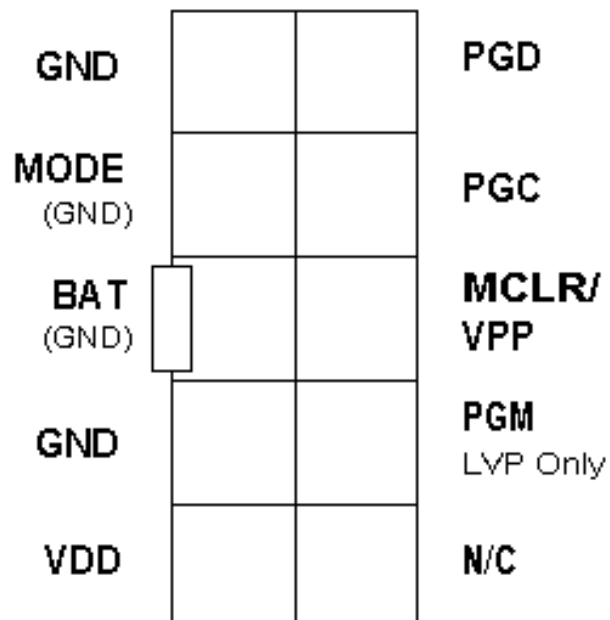 GND
PGD
MODE
(GND)
PGC
BAT
(GND)
MCLR/
VPP
GND
PGM
LVP Only
VDD
N/C